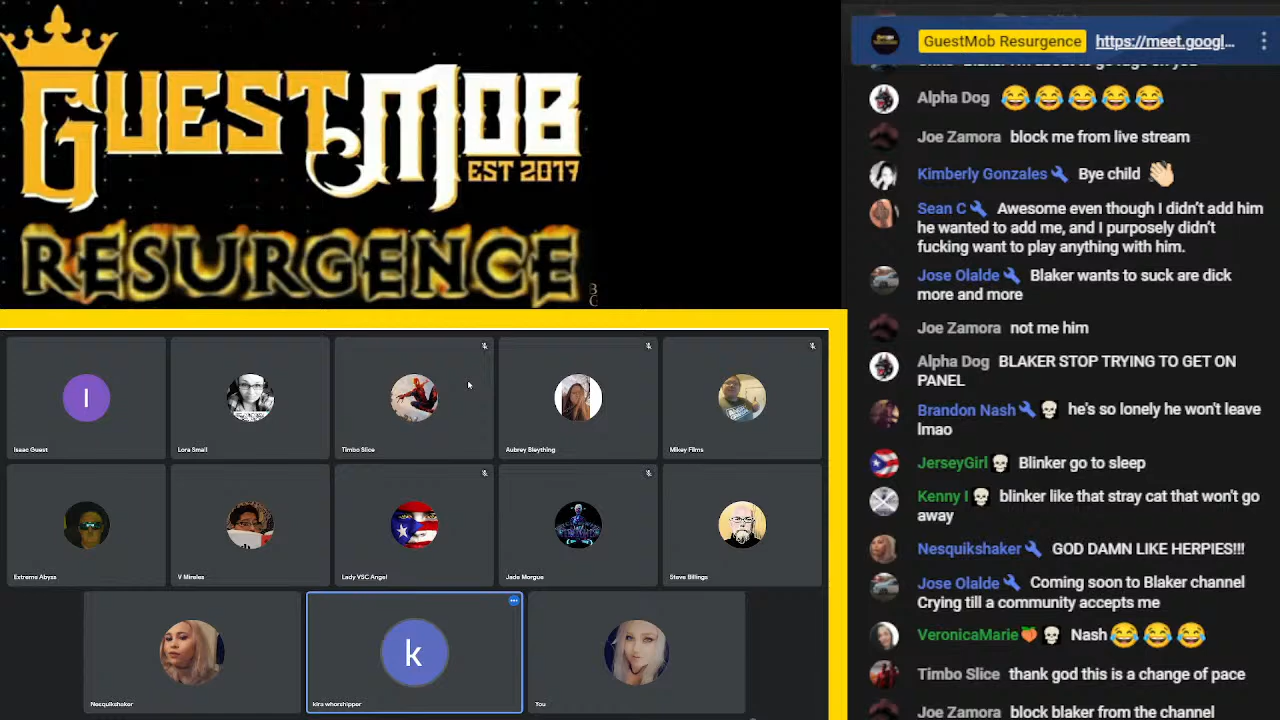 GUESTMOB
EST 2017
RESURGENCE
B
G
I
Isaac Guest
Lora Small
Timbo Slice
Aubrey Bleything
Mikey Films
Extreme Abyss
V Mireles
Lady VSC Angel
Jade Morgue
Steve Billings
Nesquikshaker
k
kira whorshipper
You
GuestMob Resurgence https://meet.googl...
Alpha Dog 😂😂😂😂😂
Joe Zamora block me from live stream
Kimberly Gonzales Bye child 👋🏻
Sean C Awesome even though I didn't add him
he wanted to add me, and I purposely didn't
fucking want to play anything with him.
Jose Olalde Blaker wants to suck are dick
more and more
Joe Zamora not me him
Alpha Dog BLAKER STOP TRYING TO GET ON
PANEL
Brandon Nash 💀 he's so lonely he won't leave
lmao
JerseyGirl 💀 Blinker go to sleep
Kenny I 💀 blinker like that stray cat that won't go
away
Nesquikshaker GOD DAMN LIKE HERPIES!!!
Jose Olalde Coming soon to Blaker channel
Crying till a community accepts me
VeronicaMarie🍑💀 Nash 😂😂😂
Timbo Slice thank god this is a change of pace
Joe Zamora block blaker from the channel